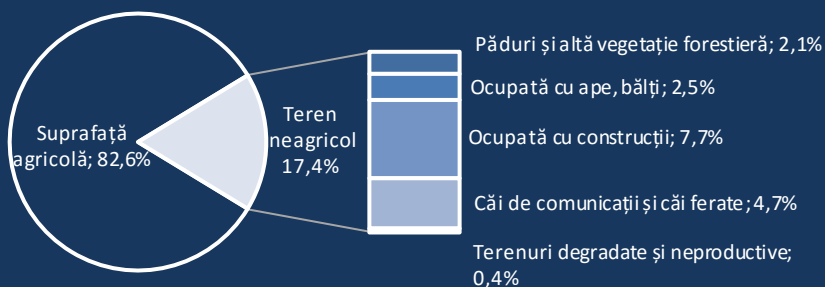 Suprafață
agricolă; 82,6%
Teren
neagricol
17,4%
Păduri și altă vegetație forestieră; 2,1%
Ocupată cu ape, bălți; 2,5%
Ocupată cu construcții; 7,7%
Căi de comunicații și căi ferate; 4,7%
Terenuri degradate și neproductive;
0,4%